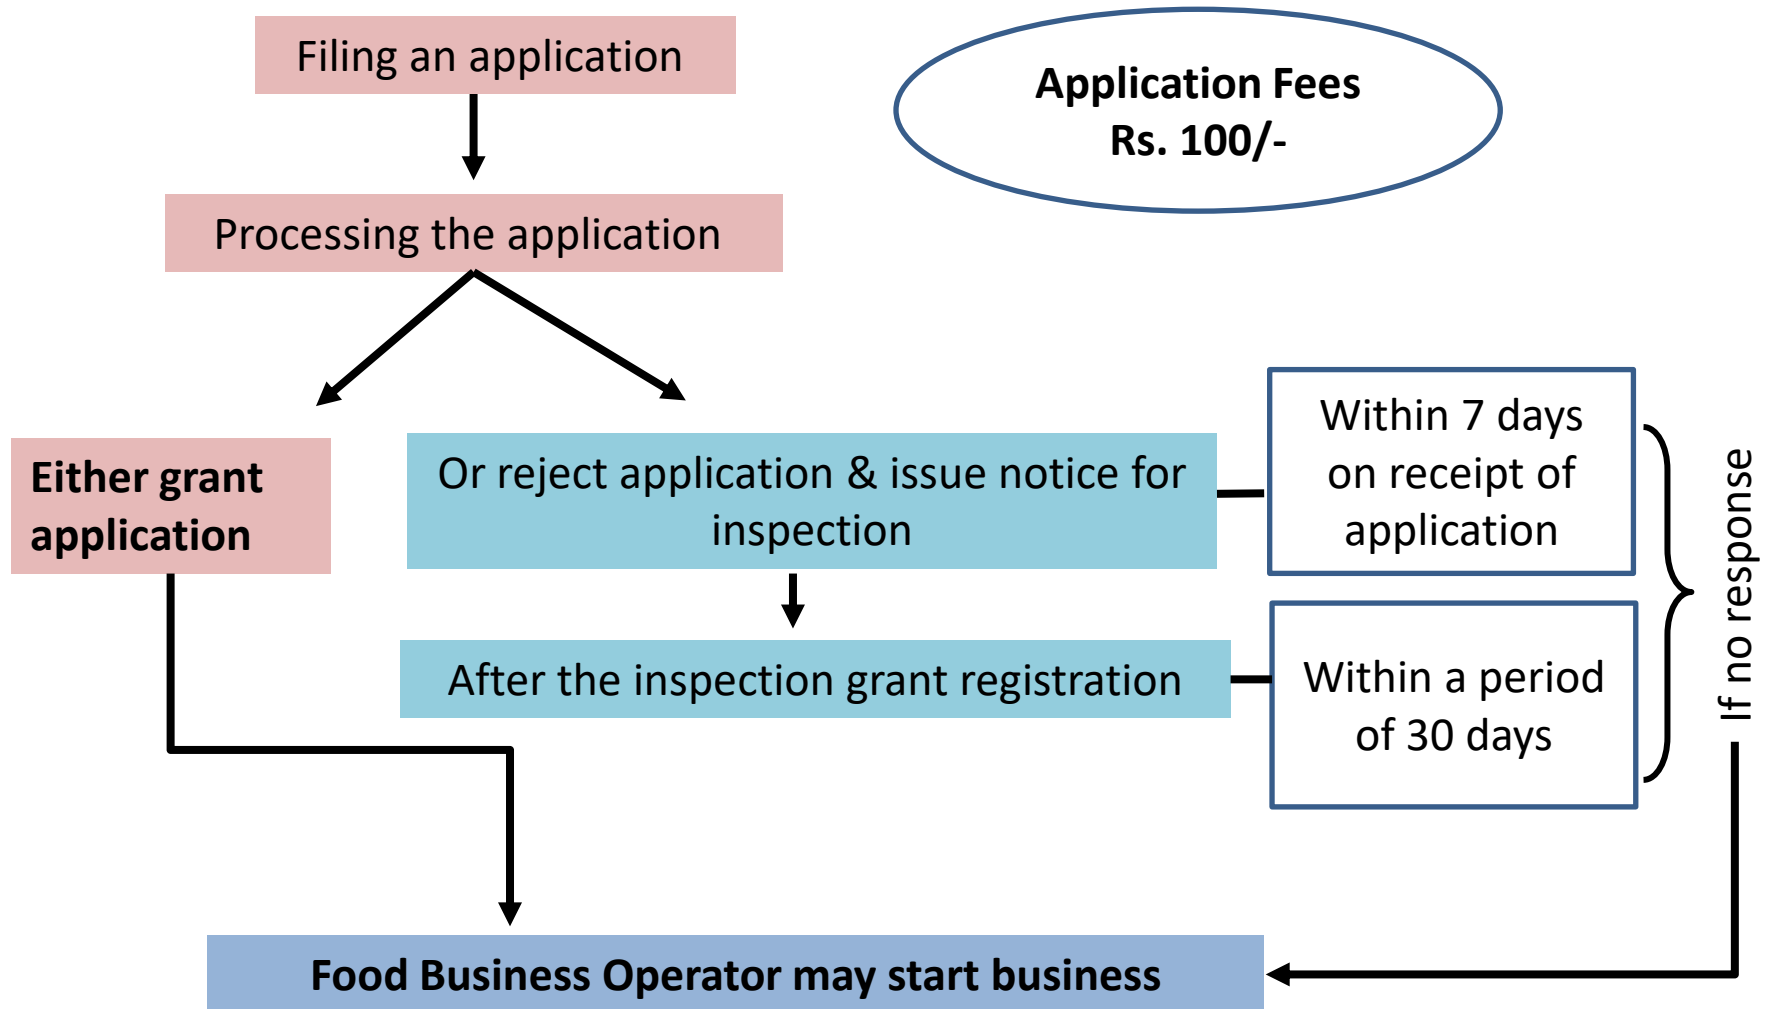 Filing an application
Application Fees
Rs. 100/-
Processing the application
Either grant
application
Or reject application & issue notice for
inspection
Within 7 days
on receipt of
application
After the inspection grant registration
Within a period
of 30 days
If no response
Food Business Operator may start business